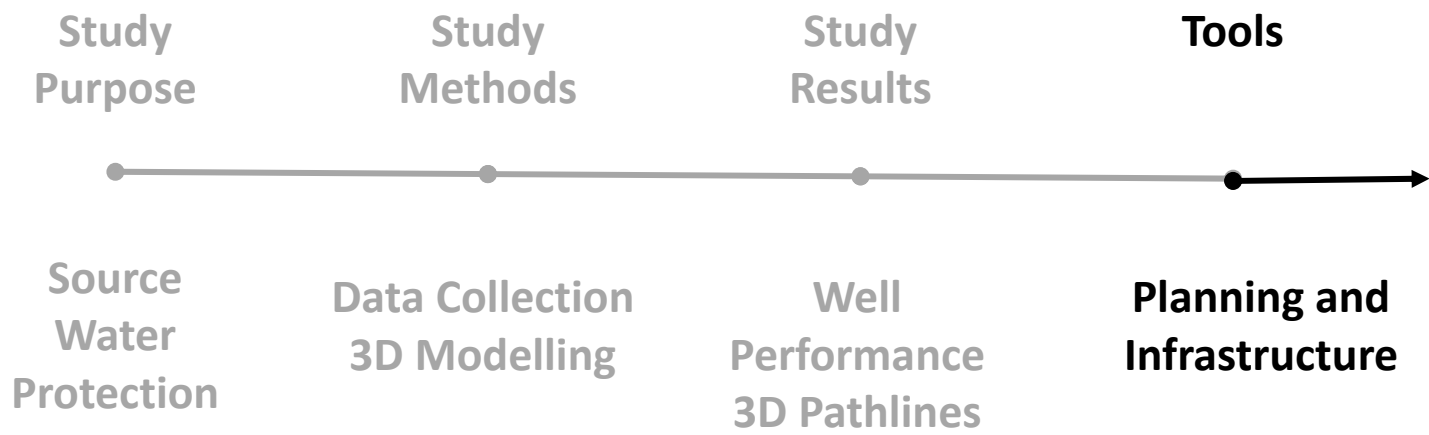 Study
Purpose
Study
Methods
Study
Results
Tools
Source
Water
Protection
Data Collection
3D Modelling
Well
Performance
3D Pathlines
Planning and
Infrastructure